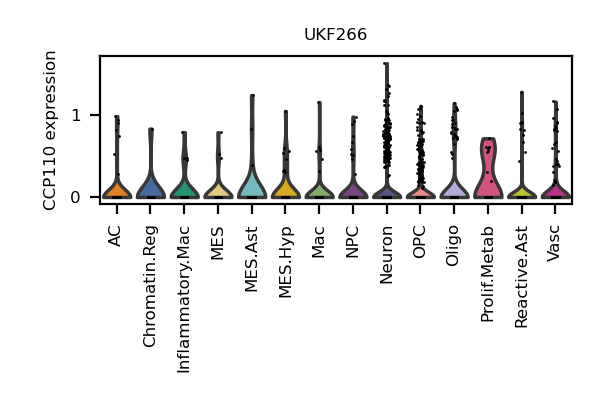 UKF266
CCP110 expression
1
0
AC
Chromatin.Reg
Inflammatory.Mac
MES
MES.Ast
MES.Hyp
Mac
NPC
Neuron
OPC
Oligo
Prolif.Metab
Reactive.Ast
Vasc